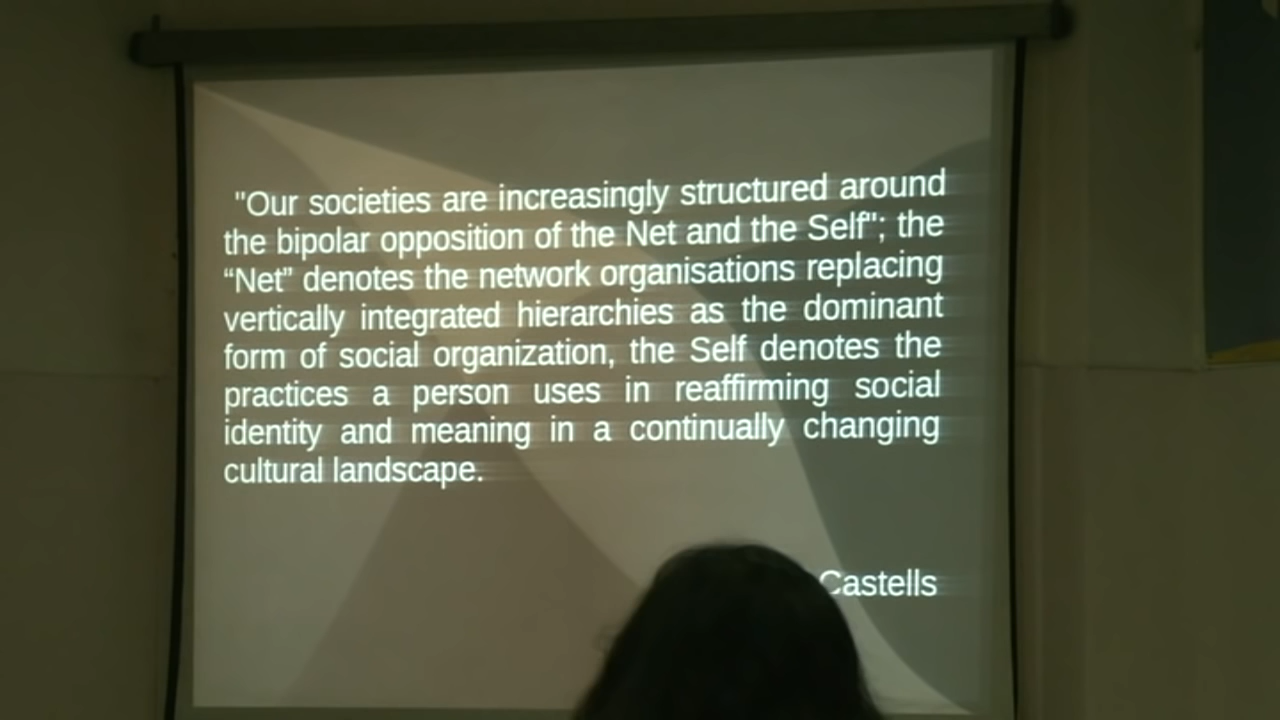 "Our societies are increasingly structured around
the bipolar opposition of the Net and the Self"; the
“Net” denotes the network organisations replacing
vertically integrated hierarchies as the dominant
form of social organization, the Self denotes the
practices a person uses in reaffirming social
identity and meaning in a continually changing
cultural landscape.
Castells